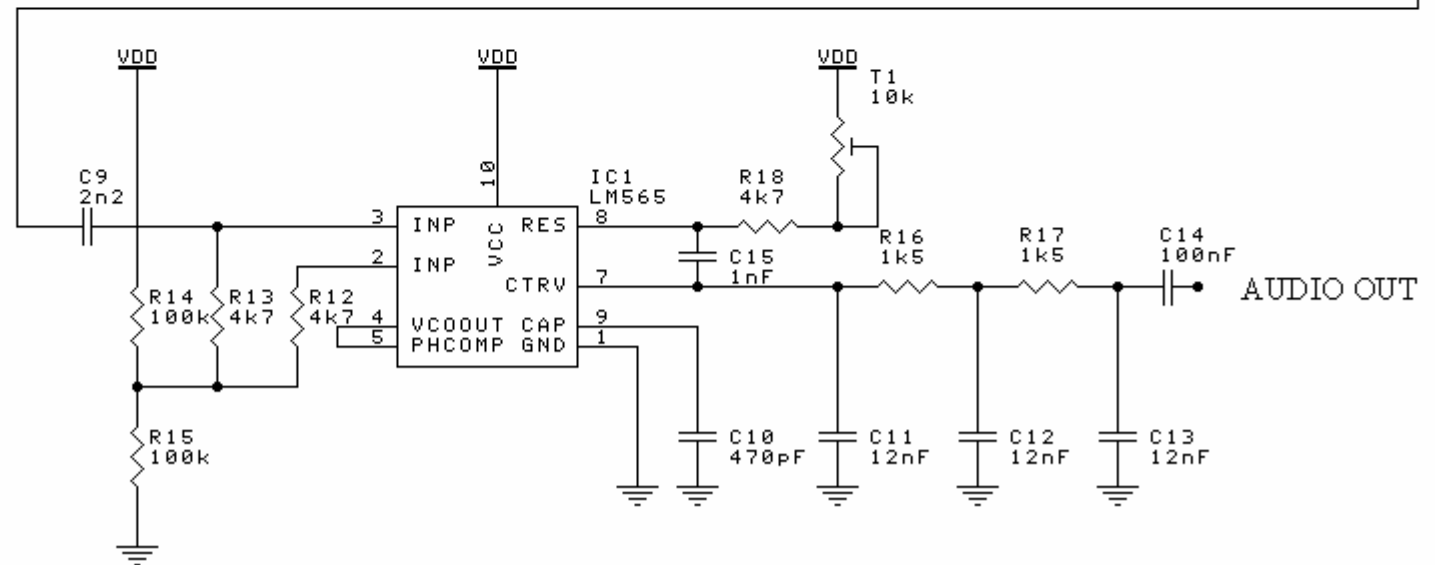 VDD
VDD
VDD
T1
10k
C9
2n2
10
IC1
LM565
R18
4k7
3
INP
VCC
RES
8
2
INP
CTRV
7
R16
1k5
R17
1k5
C14
100nF
AUDIO OUT
C15
1nF
R14
100k
R13
4k7
R12
4k7
4
VCOOUT
CAP
9
5
PHCOMP
GND
1
R15
100k
C10
470pF
C11
12nF
C12
12nF
C13
12nF